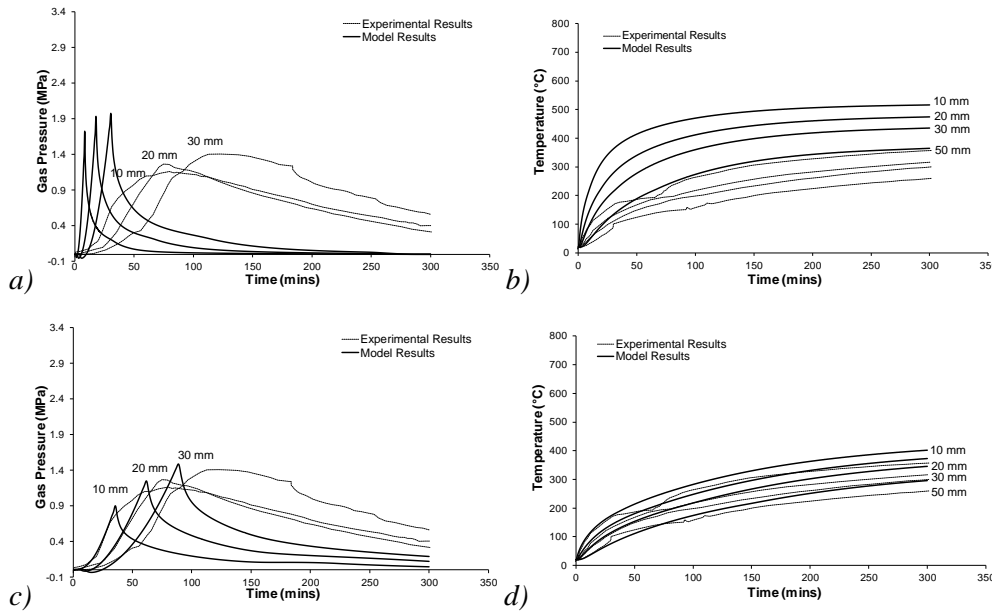 3.4
2.9
2.4
1.9
1.4
0.9
0.4
-0.1
Gas Pressure (MPa)
Experimental Results
Model Results
10 mm
20 mm
30 mm
0 50 100 150 200 250 300 350
Time (mins)
a)
800
700
600
500
400
300
200
100
0
Temperature (°C)
Experimental Results
Model Results
10 mm
20 mm
30 mm
50 mm
0 50 100 150 200 250 300 350
Time (mins)
b)
3.4
2.9
2.4
1.9
1.4
0.9
0.4
-0.1
Gas Pressure (MPa)
Experimental Results
Model Results
10 mm
20 mm
30 mm
0 50 100 150 200 250 300 350
Time (mins)
c)
800
700
600
500
400
300
200
100
0
Temperature (°C)
Experimental Results
Model Results
10 mm
20 mm
30 mm
50 mm
0 50 100 150 200 250 300 350
Time (mins)
d)